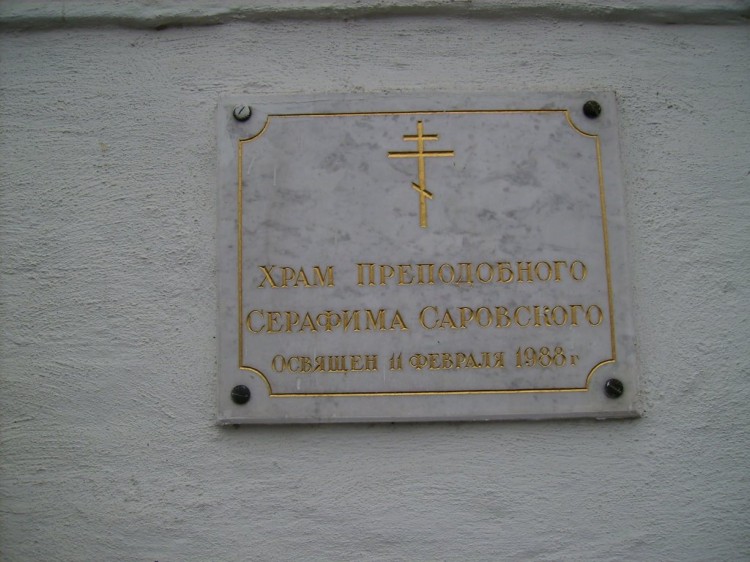 ХРАМ ПРЕПОДОБНОГО
СЕРАФИМА САРОВСКОГО
ОСВЯЩЕН 11 ФЕВРАЛЯ 1988 г